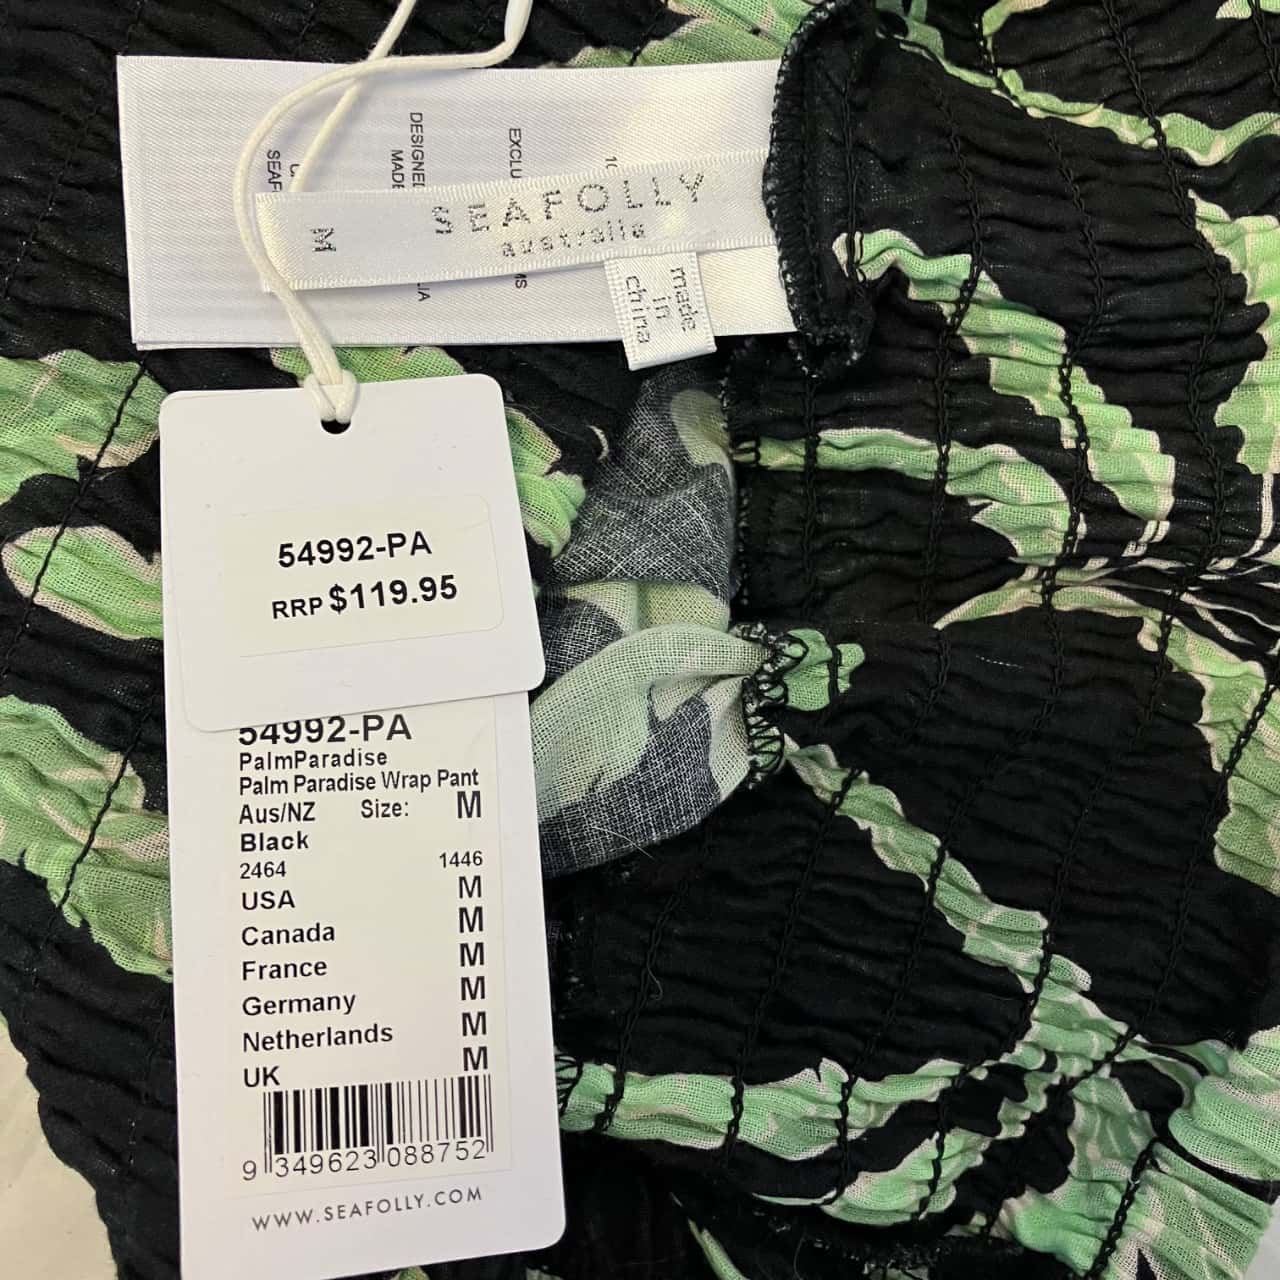 SEAFOLLY
australia
M
made
in
china
54992-PA
RRP $119.95
54992-PA
PalmParadise
Palm Paradise Wrap Pant
Aus/NZ Size: M
Black
2464 1446
USA M
Canada M
France M
Germany M
Netherlands M
UK M
9 349623 088752
WWW.SEAFOLLY.COM